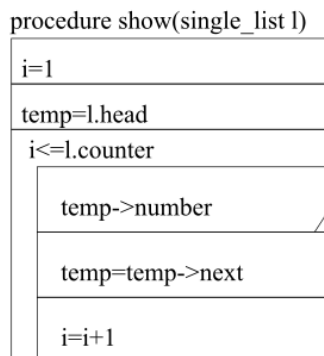 procedure show(single_list l)
i=1
temp=l.head
i<=l.counter
temp->number
temp=temp->next
i=i+1